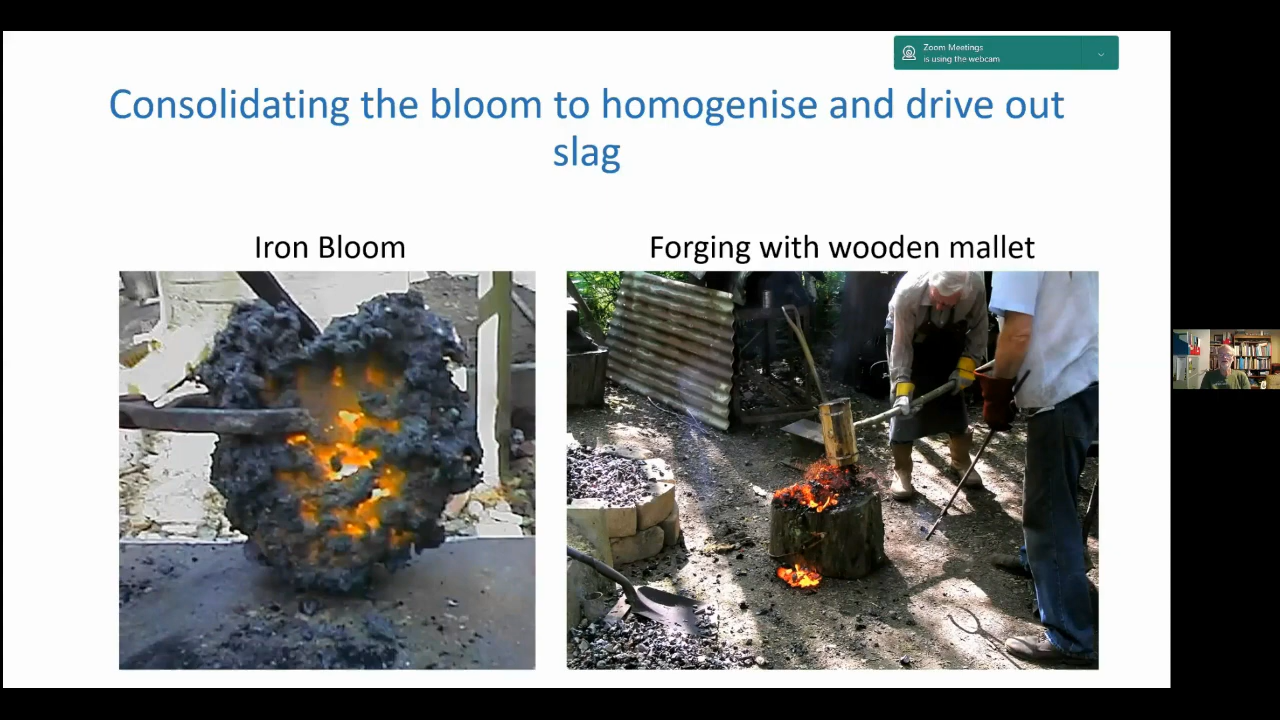 Zoom Meetings
is using the webcam
Consolidating the bloom to homogenise and drive out
slag
Iron Bloom
Forging with wooden mallet